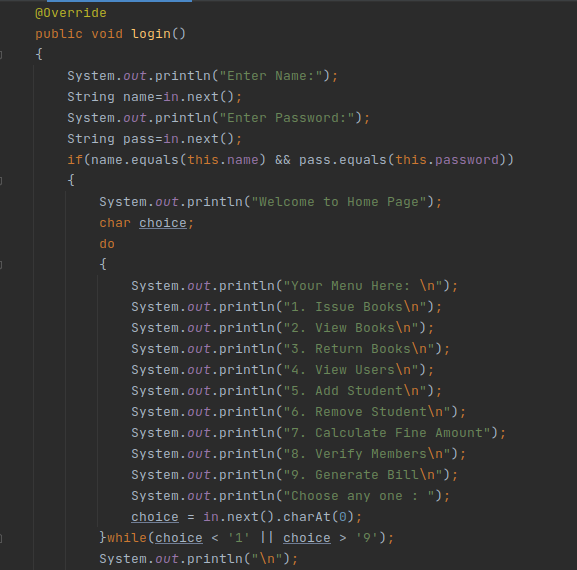 @Override
public void login()
{
    System.out.println("Enter Name:");
    String name=in.next();
    System.out.println("Enter Password:");
    String pass=in.next();
    if(name.equals(this.name) && pass.equals(this.password))
    {
        System.out.println("Welcome to Home Page");
        char choice;
        do
        {
            System.out.println("Your Menu Here: \n");
            System.out.println("1. Issue Books\n");
            System.out.println("2. View Books\n");
            System.out.println("3. Return Books\n");
            System.out.println("4. View Users\n");
            System.out.println("5. Add Student\n");
            System.out.println("6. Remove Student\n");
            System.out.println("7. Calculate Fine Amount");
            System.out.println("8. Verify Members\n");
            System.out.println("9. Generate Bill\n");
            System.out.println("Choose any one : ");
            choice = in.next().charAt(0);
        }while(choice < '1' || choice > '9');
        System.out.println("\n");